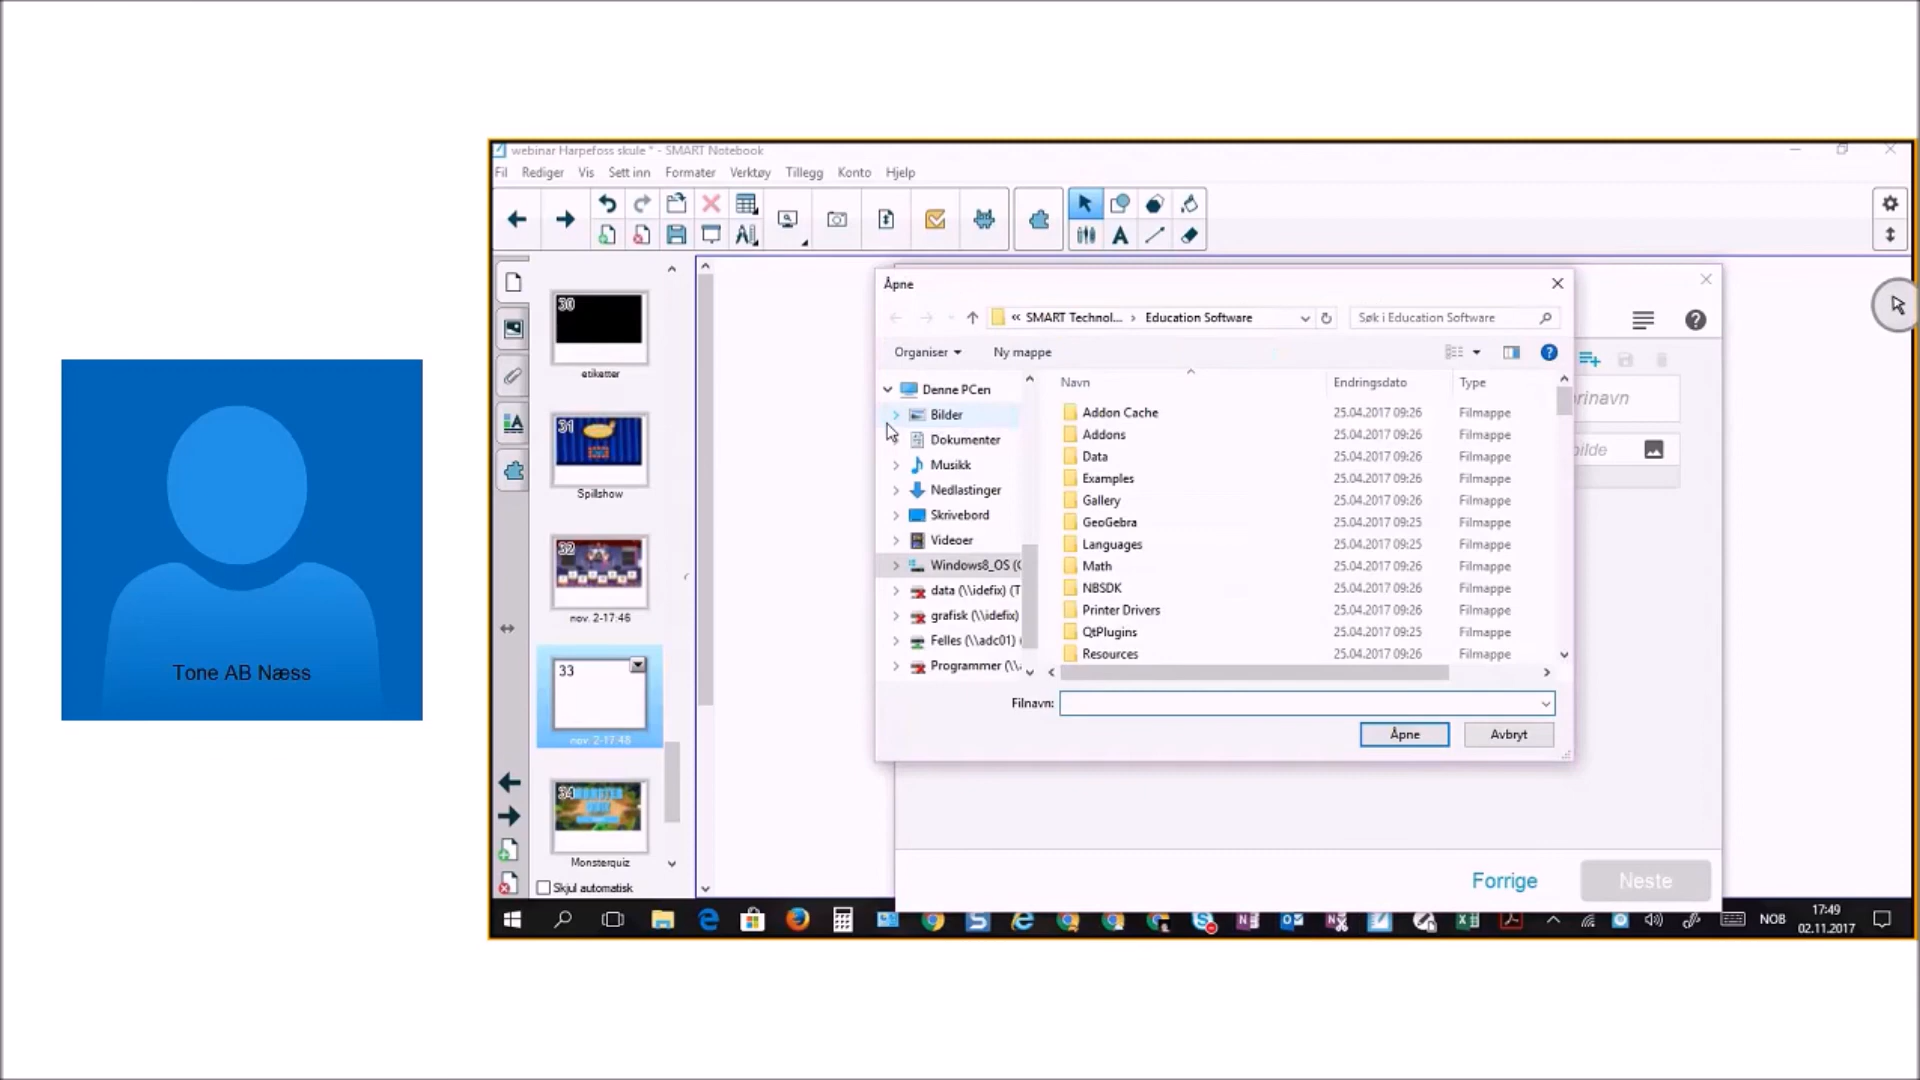 Tone AB Næss
webinar Harpefoss skule * - SMART Notebook
Fil Rediger Vis Sett inn Formater Verktøy Tillegg Konto Hjelp
30
etiketter
31
Spillshow
32
nov. 2-17:46
33
nov. 2-17:48
34
Monsterquiz
Skjul automatisk
Åpne
« SMART Technol... › Education Software
Søk i Education Software
Organiser Ny mappe
Denne PCen
Bilder
Dokumenter
Musikk
Nedlastinger
Skrivebord
Videoer
Windows8_OS (C
data (\\idefix) (T
grafisk (\\idefix)
Felles (\\adc01) (
Programmer (\\
Navn Endringsdato Type
Addon Cache 25.04.2017 09:26 Filmappe
Addons 25.04.2017 09:26 Filmappe
Data 25.04.2017 09:26 Filmappe
Examples 25.04.2017 09:26 Filmappe
Gallery 25.04.2017 09:26 Filmappe
GeoGebra 25.04.2017 09:25 Filmappe
Languages 25.04.2017 09:25 Filmappe
Math 25.04.2017 09:26 Filmappe
NBSDK 25.04.2017 09:26 Filmappe
Printer Drivers 25.04.2017 09:26 Filmappe
QtPlugins 25.04.2017 09:25 Filmappe
Resources 25.04.2017 09:26 Filmappe
Filnavn:
Åpne Avbryt
rinavn
bilde
Forrige Neste
NOB
17:49
02.11.2017